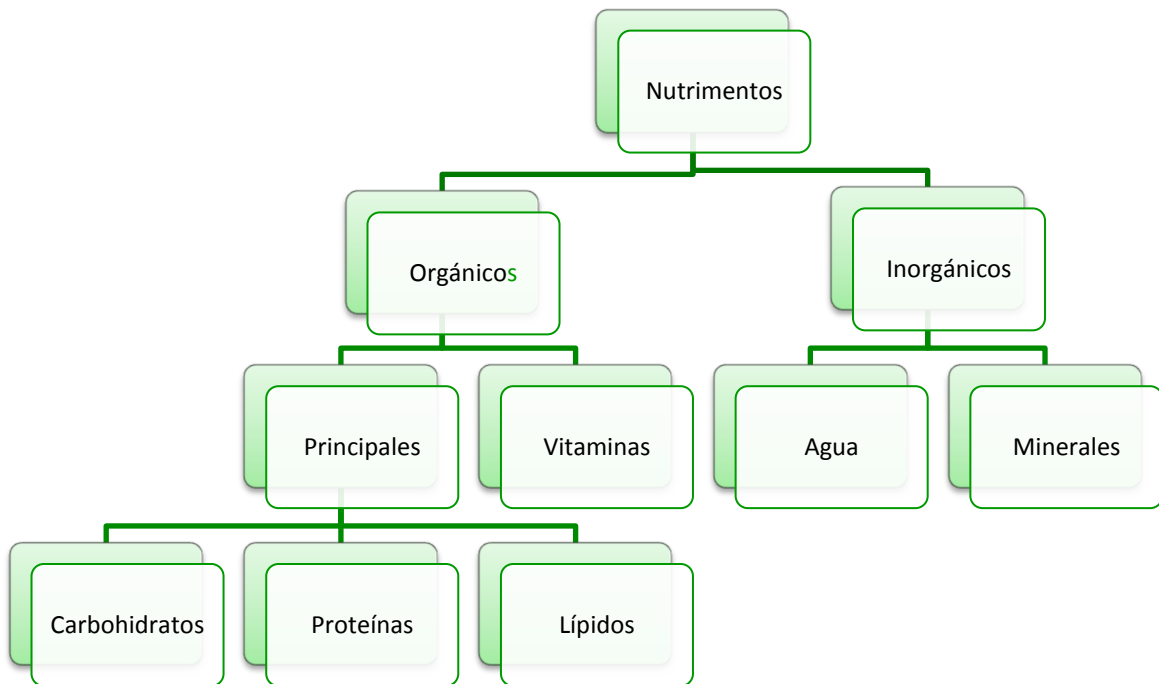 Nutrimentos
Orgánicos
Inorgánicos
Principales
Vitaminas
Agua
Minerales
Carbohidratos
Proteínas
Lípidos